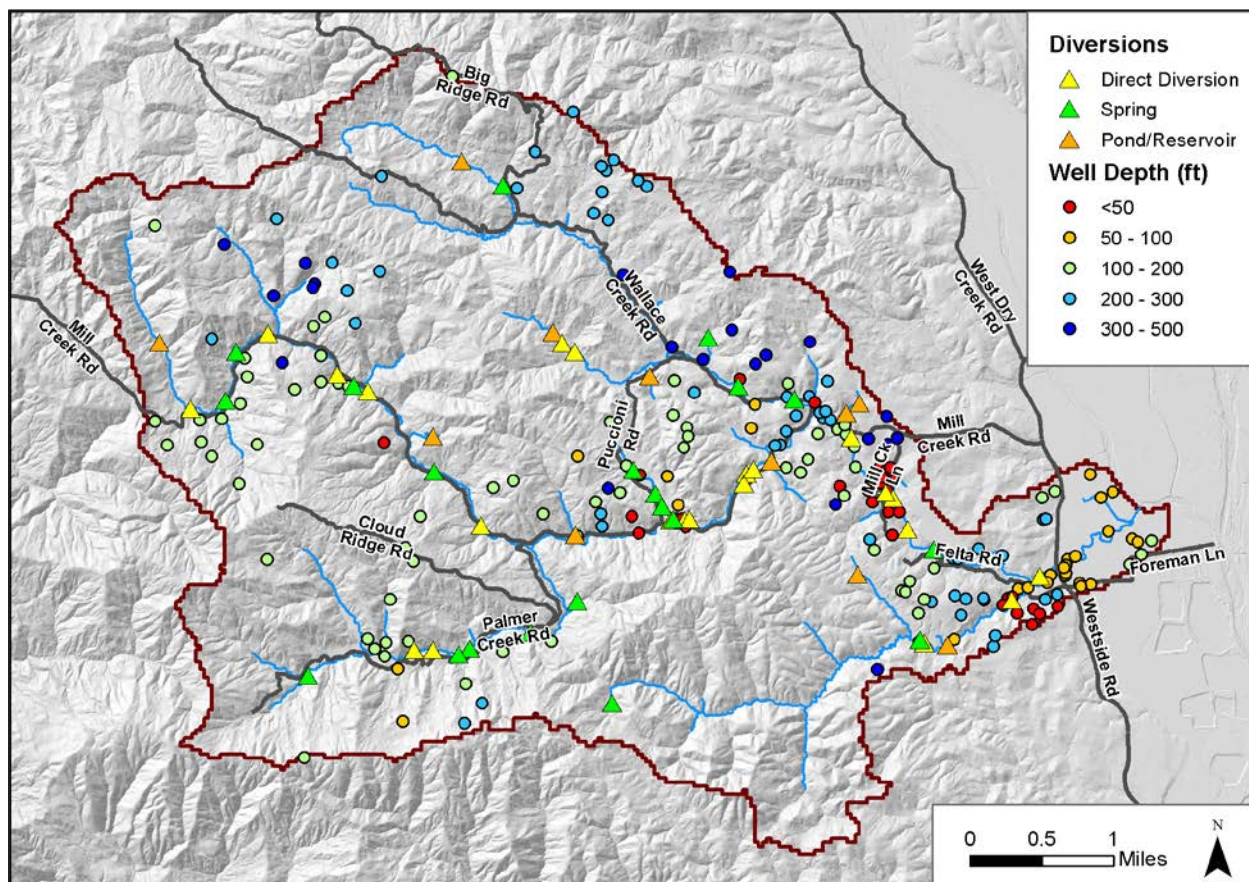 Diversions
Direct Diversion
Spring
Pond/Reservoir
Well Depth (ft)
<50
50 - 100
100 - 200
200 - 300
300 - 500
Big
Ridge Rd
West Dry
Creek Rd
Wallace
Creek Rd
Mill
Creek Rd
Puccioni
Rd
Mill
Creek Rd
Mill Ck
Ln
Cloud
Ridge Rd
Felta Rd
Foreman Ln
Palmer
Creek Rd
Westside Rd
0 0.5 1
Miles
N